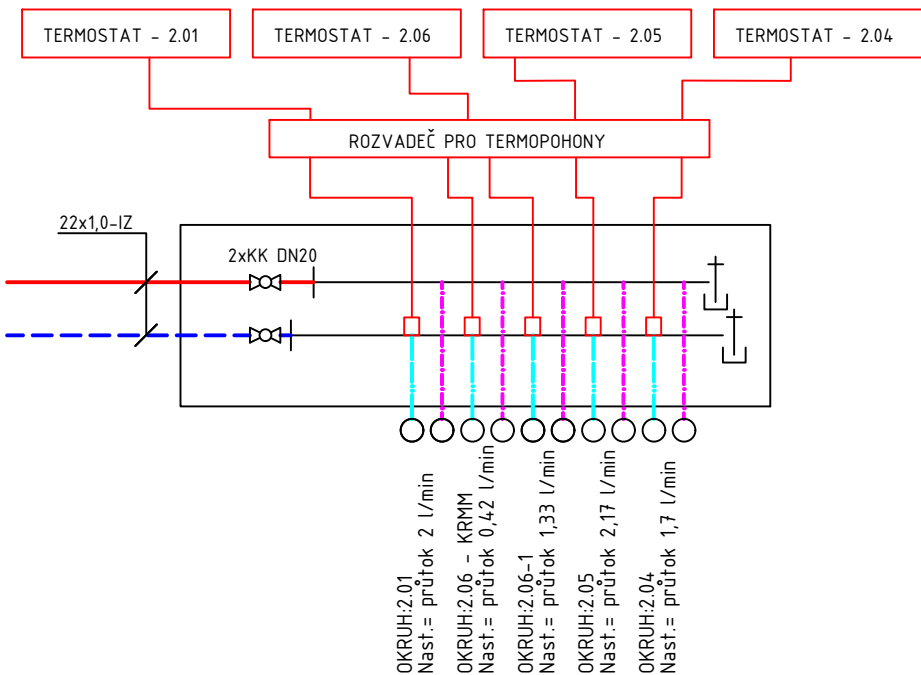 TERMOSTAT - 2.01
TERMOSTAT - 2.06
TERMOSTAT - 2.05
TERMOSTAT - 2.04
ROZVADEČ PRO TERMOPOHONY
22x1,0-IZ
2xKK DN20
OKRUH:2.01
Nast.= průtok 2 l/min
OKRUH:2.06 - KRMM
Nast.= průtok 0,42 l/min
OKRUH:2.06-1
Nast.= průtok 1,33 l/min
OKRUH:2.05
Nast.= průtok 2,17 l/min
OKRUH:2.04
Nast.= průtok 1,7 l/min